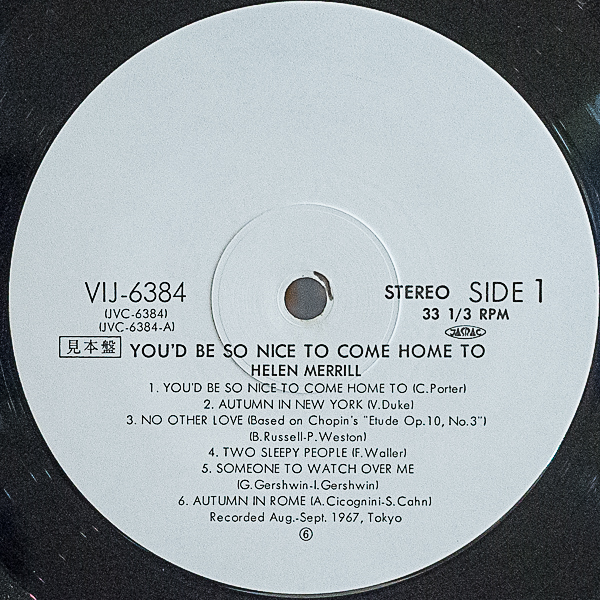 VIJ-6384
(JVC-6384)
(JVC-6384-A)
STEREO SIDE 1
33 1/3 RPM
JASRAC
見本盤 YOU'D BE SO NICE TO COME HOME TO
HELEN MERRILL
1. YOU'D BE SO NICE TO COME HOME TO (C.Porter)
2. AUTUMN IN NEW YORK (V.Duke)
3. NO OTHER LOVE (Based on Chopin's "Etude Op.10, No.3")
(B.Russell-P.Weston)
4. TWO SLEEPY PEOPLE (F.Waller)
5. SOMEONE TO WATCH OVER ME
(G.Gershwin-I.Gershwin)
6. AUTUMN IN ROME (A.Cicognini-S.Cahn)
Recorded Aug.-Sept. 1967, Tokyo
⑥